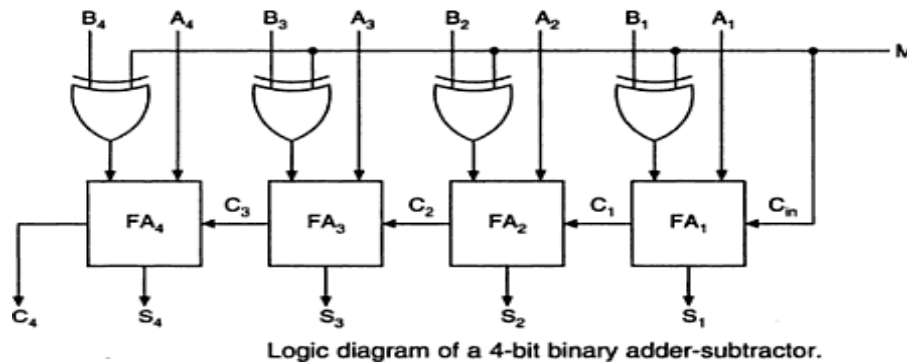 B₄ A₄ B₃ A₃ B₂ A₂ B₁ A₁
M
FA₄ C₃ FA₃ C₂ FA₂ C₁ FA₁ Cin
C₄ S₄ S₃ S₂ S₁
Logic diagram of a 4-bit binary adder-subtractor.